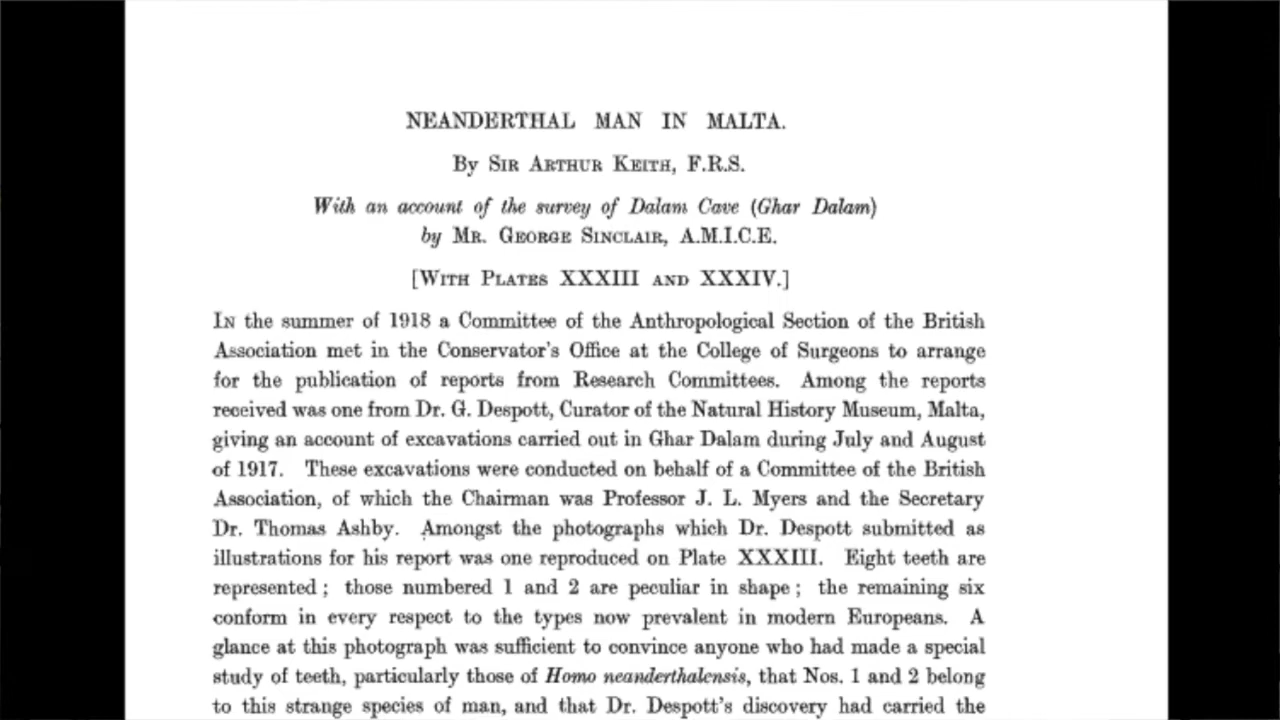 NEANDERTHAL MAN IN MALTA.
By Sir Arthur Keith, F.R.S.
With an account of the survey of Dalam Cave (Ghar Dalam)
by Mr. George Sinclair, A.M.I.C.E.
[With Plates XXXIII and XXXIV.]
In the summer of 1918 a Committee of the Anthropological Section of the British
Association met in the Conservator's Office at the College of Surgeons to arrange
for the publication of reports from Research Committees. Among the reports
received was one from Dr. G. Despott, Curator of the Natural History Museum, Malta,
giving an account of excavations carried out in Ghar Dalam during July and August
of 1917. These excavations were conducted on behalf of a Committee of the British
Association, of which the Chairman was Professor J. L. Myers and the Secretary
Dr. Thomas Ashby. Amongst the photographs which Dr. Despott submitted as
illustrations for his report was one reproduced on Plate XXXIII. Eight teeth are
represented; those numbered 1 and 2 are peculiar in shape; the remaining six
conform in every respect to the types now prevalent in modern Europeans. A
glance at this photograph was sufficient to convince anyone who had made a special
study of teeth, particularly those of Homo neanderthalensis, that Nos. 1 and 2 belong
to this strange species of man, and that Dr. Despott's discovery had carried the